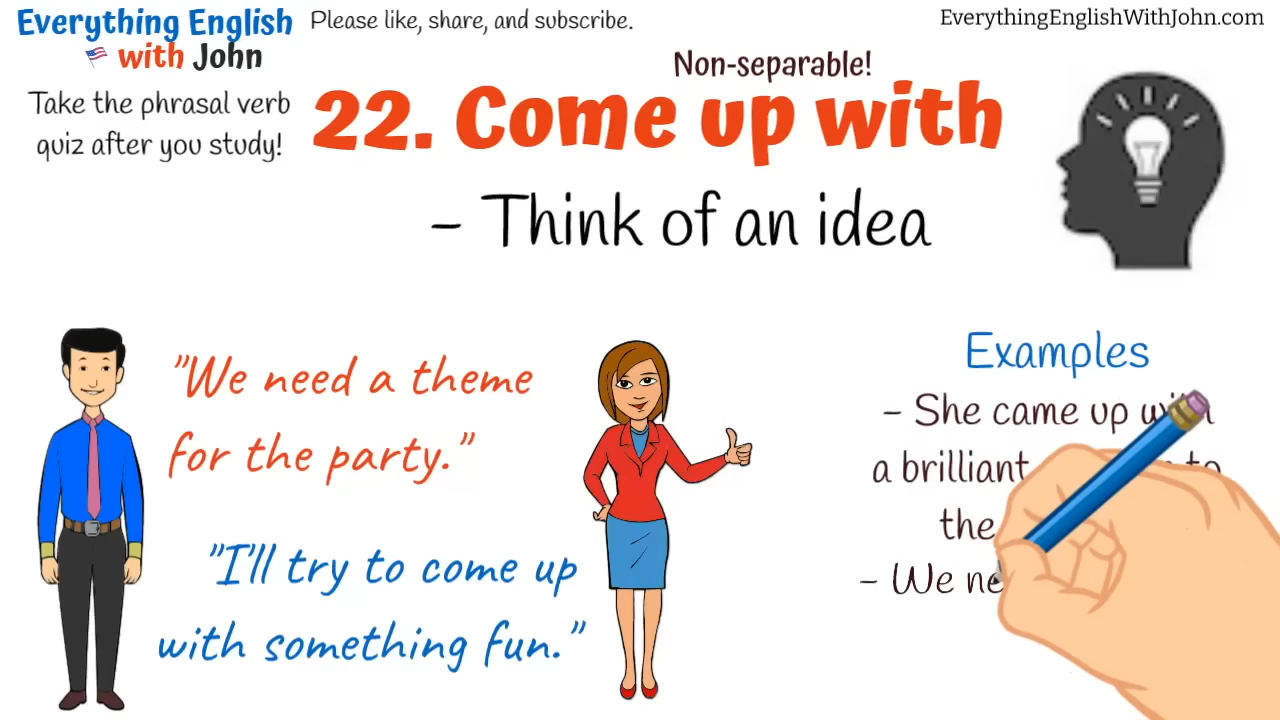 Everything English
with John
Please like, share, and subscribe.
EverythingEnglishWithJohn.com
Take the phrasal verb
quiz after you study!
Non-separable!
22. Come up with
- Think of an idea
"We need a theme
for the party."
"I'll try to come up
with something fun."
Examples
- She came up with
a brilliant to
the
- We ne